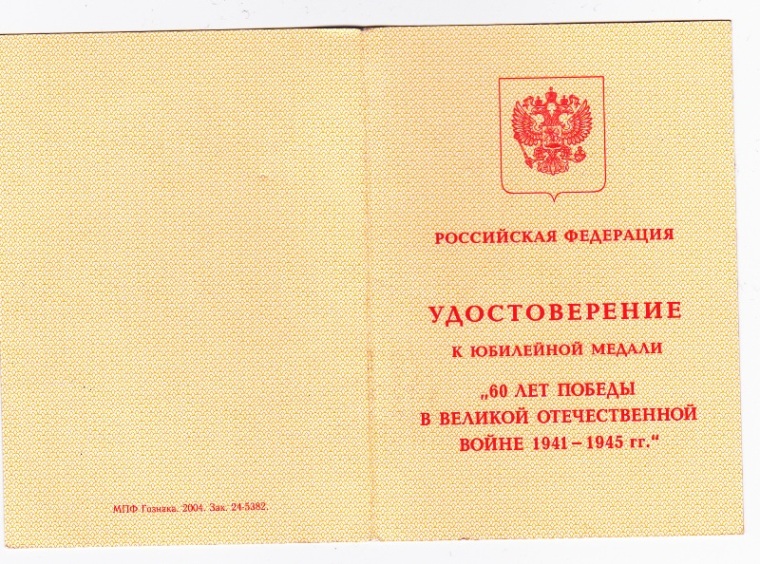 РОССИЙСКАЯ ФЕДЕРАЦИЯ
УДОСТОВЕРЕНИЕ
К ЮБИЛЕЙНОЙ МЕДАЛИ
„60 ЛЕТ ПОБЕДЫ
В ВЕЛИКОЙ ОТЕЧЕСТВЕННОЙ
ВОЙНЕ 1941 – 1945 гг.“
МПФ Гознака. 2004. Зак. 24-5382.